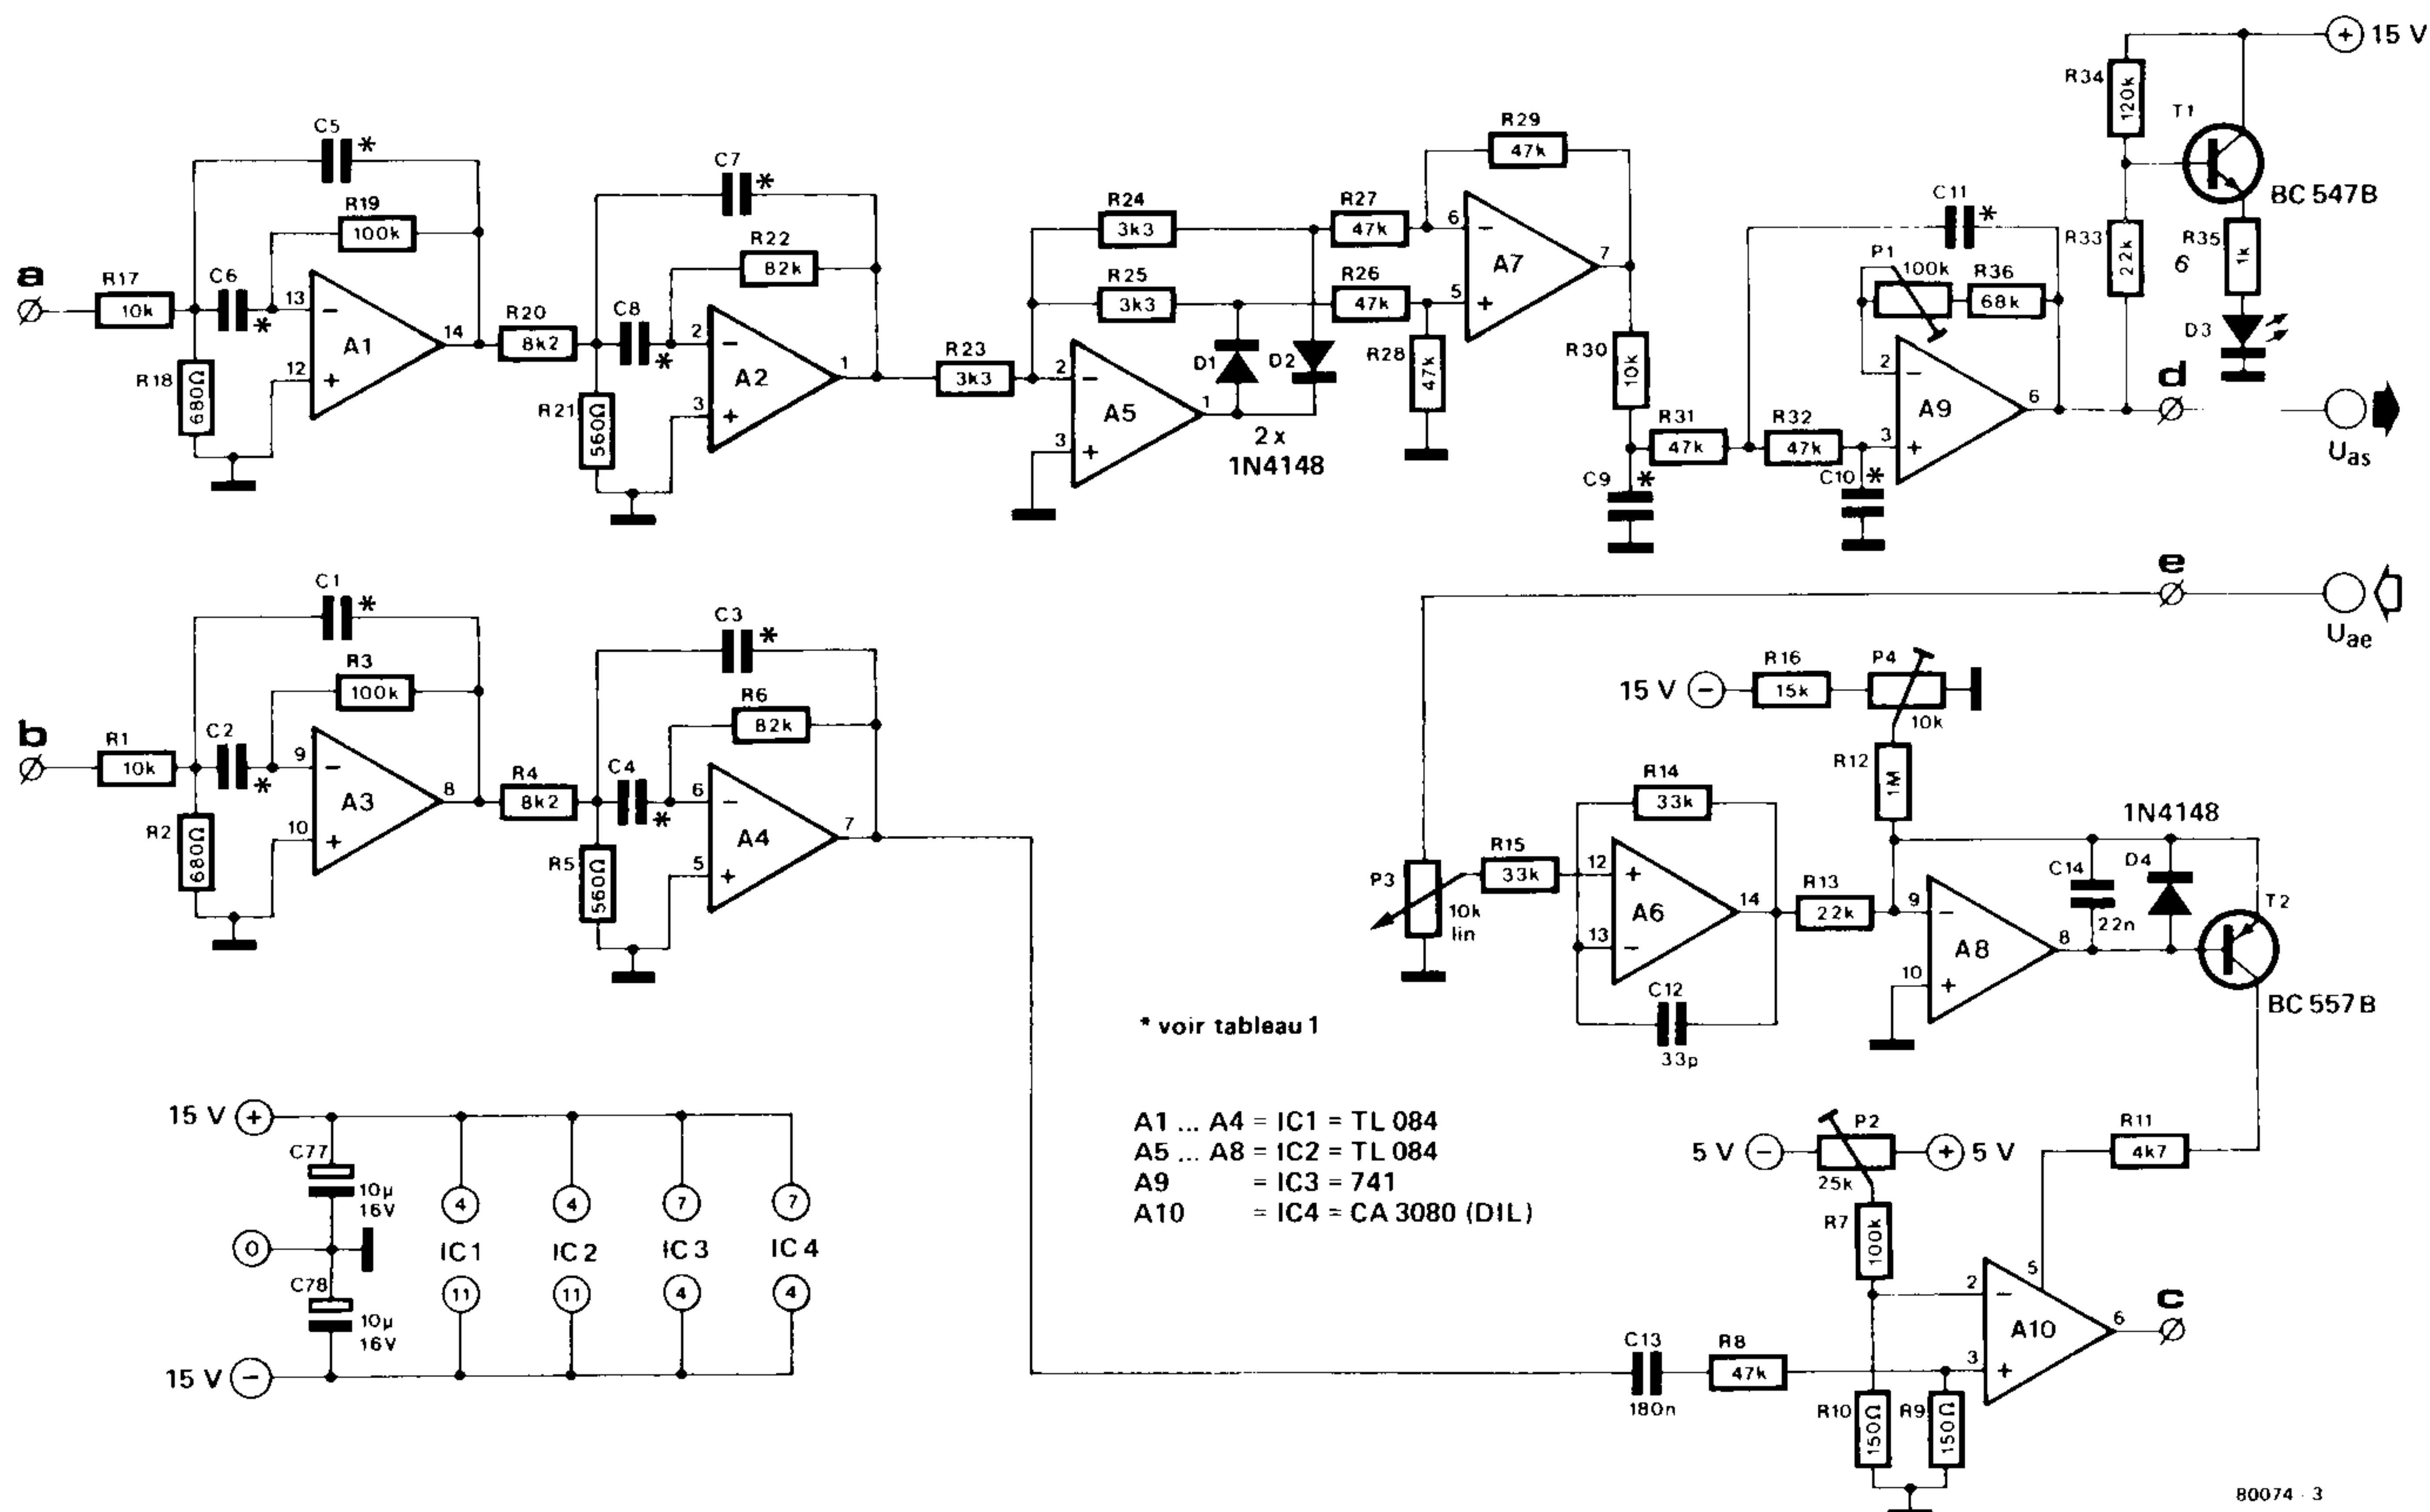 + 15 V
R34
120k
T1
BC 547B
C5 *
R19
100k
a
R17
10k
C6 *
13 −
A1
14
12 +
R18
680Ω
C7 *
R22
82k
R20
8k2
C8 *
2 −
A2
1
3 +
R21
560Ω
R23
3k3
R24
3k3
R25
3k3
2 −
A5
1
3 +
D1
D2
2 x
1N4148
R27
47k
R26
47k
R28
47k
R29
47k
6 −
A7
7
5 +
R30
10k
R31
47k
R32
47k
C9 *
C10 *
C11 *
P1
100k
R36
68k
2 −
A9
6
3 +
R33
22k
R35
6
1k
D3
d
Uas
e
Uae
C1 *
R3
100k
b
R1
10k
C2 *
9 −
A3
8
10 +
R2
680Ω
C3 *
R6
82k
R4
8k2
C4 *
6 −
A4
7
5 +
R5
560Ω
15 V −
R16
15k
P4
10k
R12
1M
P3
10k
lin
R15
33k
R14
33k
12 +
A6
14
13 −
C12
33p
R13
22k
9 −
A8
8
10 +
C14
22n
1N4148
D4
T2
BC 557B
* voir tableau 1
A1 ... A4 = IC1 = TL 084
A5 ... A8 = IC2 = TL 084
A9 = IC3 = 741
A10 = IC4 = CA 3080 (DIL)
15 V +
C77
10µ
16V
0
C78
10µ
16V
15 V −
4 4 7 7
IC1 IC2 IC3 IC4
11 11 4 4
5 V −
P2
25k
+ 5 V
R11
4k7
R7
100k
5
2 −
A10
6
3 +
c
C13
180n
R8
47k
R10
150Ω
R9
150Ω
80074 - 3